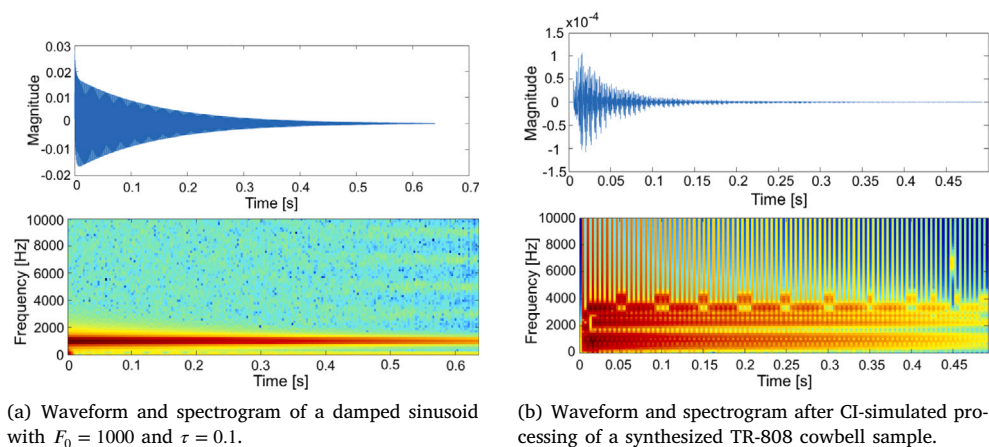 0.03
0.02
0.01
0
-0.01
-0.02
Magnitude
0 0.1 0.2 0.3 0.4 0.5 0.6 0.7
Time [s]
10000
8000
6000
4000
2000
0
Frequency [Hz]
0 0.1 0.2 0.3 0.4 0.5 0.6
Time [s]
(a) Waveform and spectrogram of a damped sinusoid
with F₀ = 1000 and τ = 0.1.
×10⁻⁴
1.5
1
0.5
0
-0.5
-1
-1.5
Magnitude
0 0.05 0.1 0.15 0.2 0.25 0.3 0.35 0.4 0.45
Time [s]
10000
8000
6000
4000
2000
0
Frequency [Hz]
0 0.05 0.1 0.15 0.2 0.25 0.3 0.35 0.4 0.45
Time [s]
(b) Waveform and spectrogram after CI-simulated pro-
cessing of a synthesized TR-808 cowbell sample.